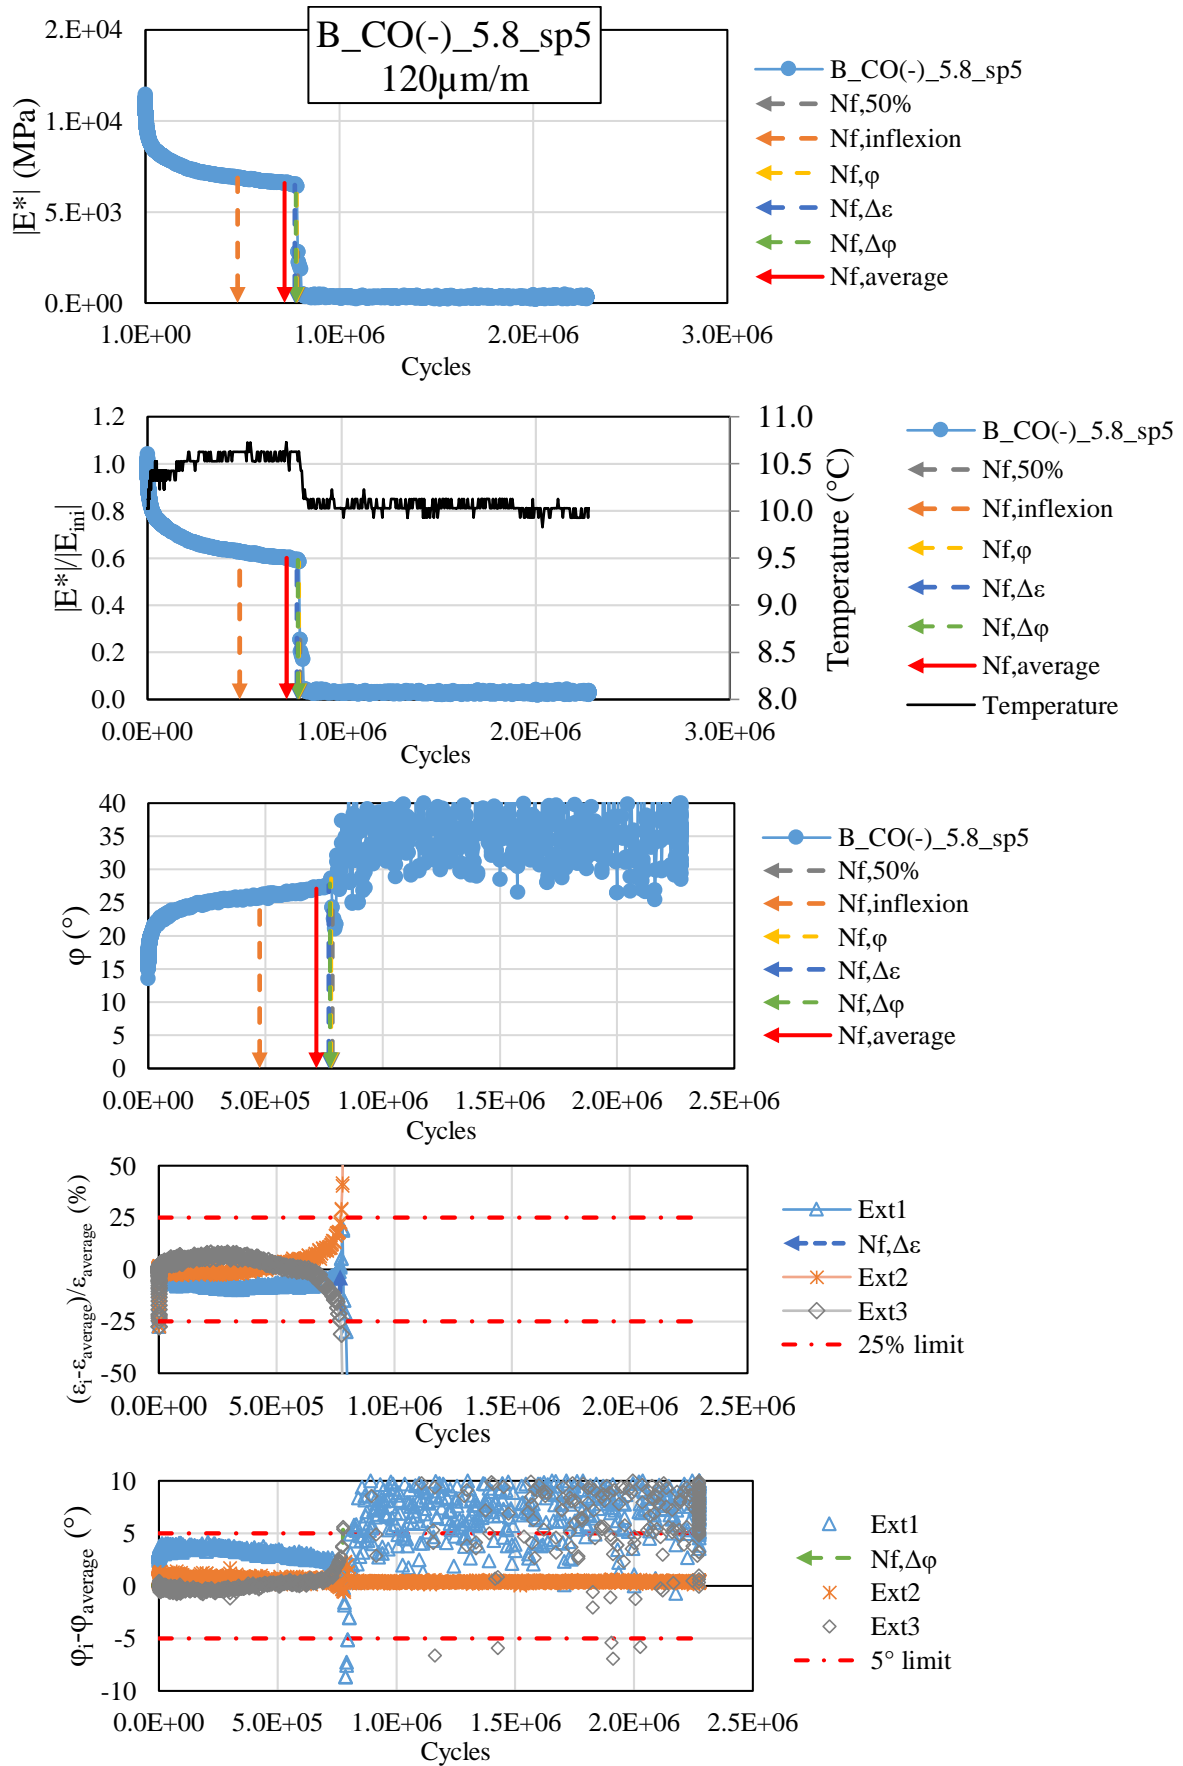 B_CO(-)_5.8_sp5
120μm/m
2.E+04
1.E+04
5.E+03
0.E+00
|E*| (MPa)
1.0E+00
1.0E+06
2.0E+06
3.0E+06
Cycles
B_CO(-)_5.8_sp5
Nf,50%
Nf,inflexion
Nf,φ
Nf,Δε
Nf,Δφ
Nf,average
1.2
1.0
0.8
0.6
0.4
0.2
0.0
|E*|/|E_ini|
11.0
10.5
10.0
9.5
9.0
8.5
8.0
Temperature (°C)
0.0E+00
1.0E+06
2.0E+06
3.0E+06
Cycles
B_CO(-)_5.8_sp5
Nf,50%
Nf,inflexion
Nf,φ
Nf,Δε
Nf,Δφ
Nf,average
Temperature
40
35
30
25
20
15
10
5
0
φ (°)
0.0E+00
5.0E+05
1.0E+06
1.5E+06
2.0E+06
2.5E+06
Cycles
B_CO(-)_5.8_sp5
Nf,50%
Nf,inflexion
Nf,φ
Nf,Δε
Nf,Δφ
Nf,average
50
25
0
-25
-50
(ε_i-ε_average)/ε_average (%)
0.0E+00
5.0E+05
1.0E+06
1.5E+06
2.0E+06
2.5E+06
Cycles
Ext1
Nf,Δε
Ext2
Ext3
25% limit
10
5
0
-5
-10
φ_i-φ_average (°)
0.0E+00
5.0E+05
1.0E+06
1.5E+06
2.0E+06
2.5E+06
Cycles
Ext1
Nf,Δφ
Ext2
Ext3
5° limit